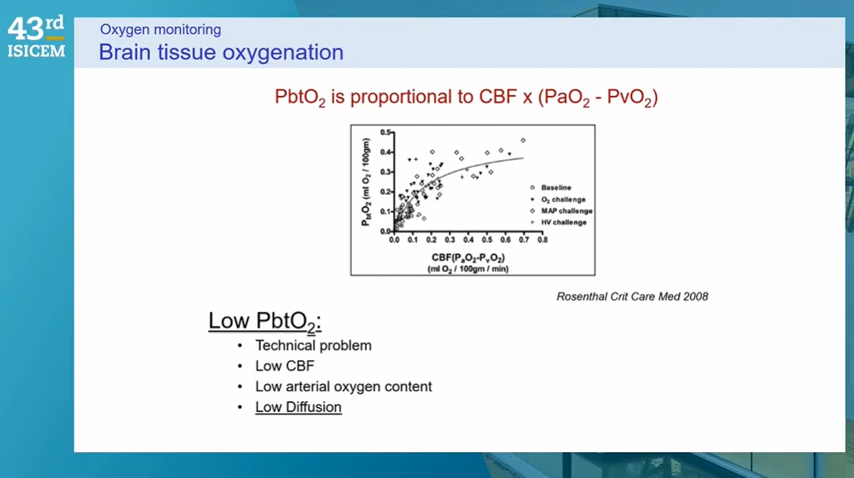 43rd
ISICEM
Oxygen monitoring
Brain tissue oxygenation
PbtO2 is proportional to CBF x (PaO2 - PvO2)
PbtO2 (ml O2 / 100gm)
0.5
0.4
0.3
0.2
0.1
0.0
0.0 0.1 0.2 0.3 0.4 0.5 0.6 0.7 0.8
Baseline
O2 challenge
MAP challenge
HV challenge
CBF(PaO2-PvO2)
(ml O2 / 100gm / min)
Rosenthal Crit Care Med 2008
Low PbtO2:
• Technical problem
• Low CBF
• Low arterial oxygen content
• Low Diffusion